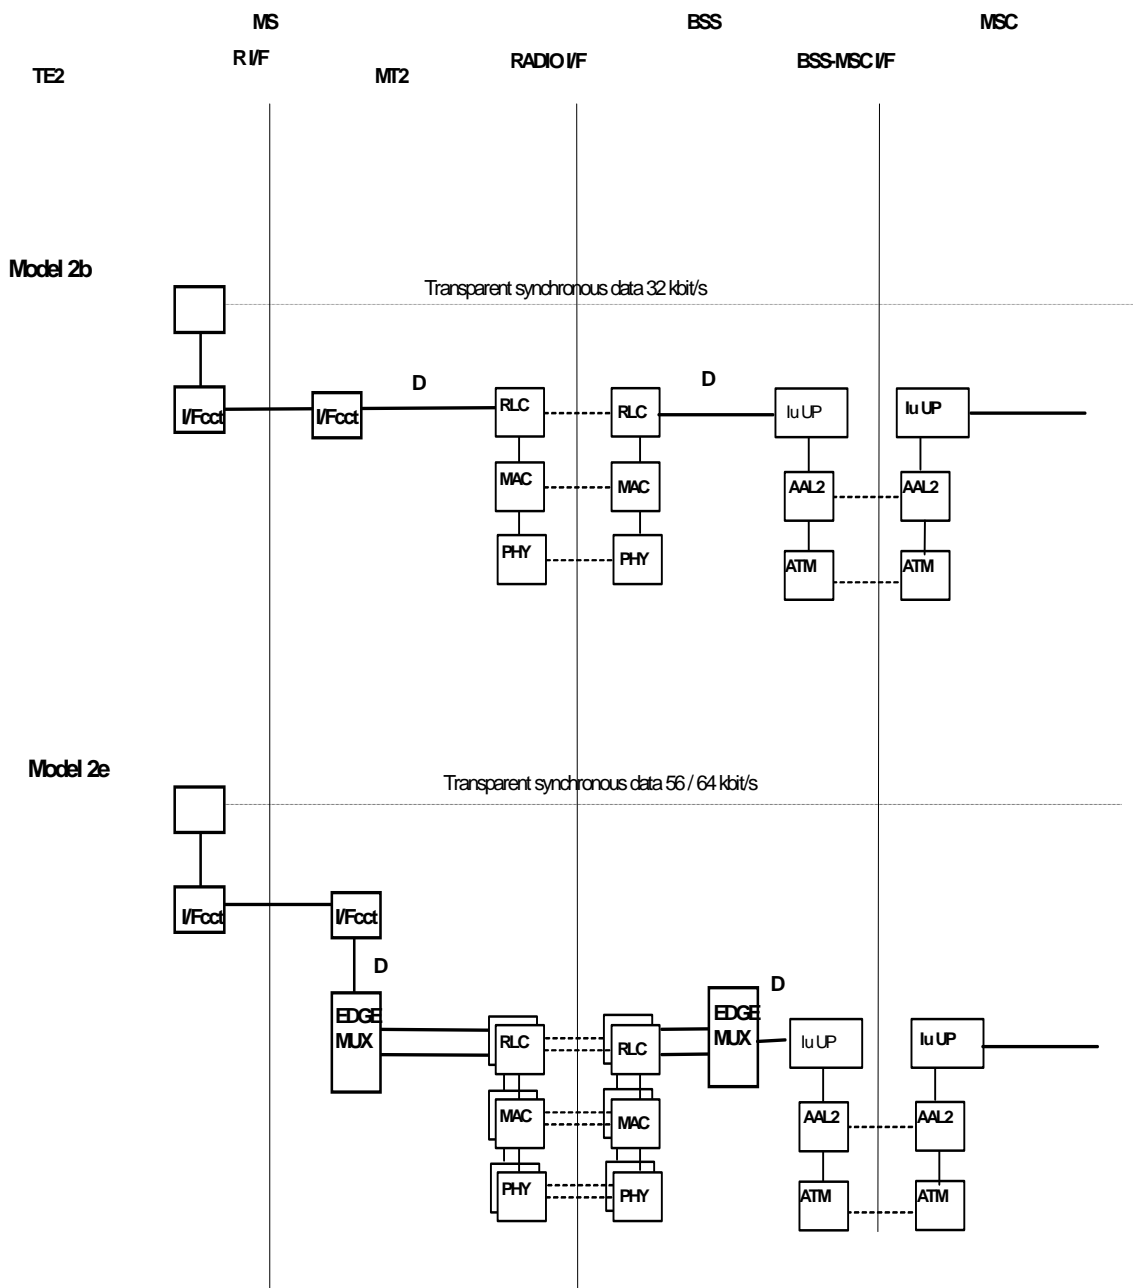 MS
BSS
MSC
R I/F
RADIO I/F
BSS-MSC I/F
TE2
MT2
Model 2b
Transparent synchronous data 32 kbit/s
D
D
I/Fcct
I/Fcct
RLC
RLC
Iu UP
Iu UP
MAC
MAC
AAL2
AAL2
PHY
PHY
ATM
ATM
Model 2e
Transparent synchronous data 56 / 64 kbit/s
I/Fcct
I/Fcct
D
D
EDGE
MUX
EDGE
MUX
RLC
RLC
Iu UP
Iu UP
MAC
MAC
AAL2
AAL2
PHY
PHY
ATM
ATM